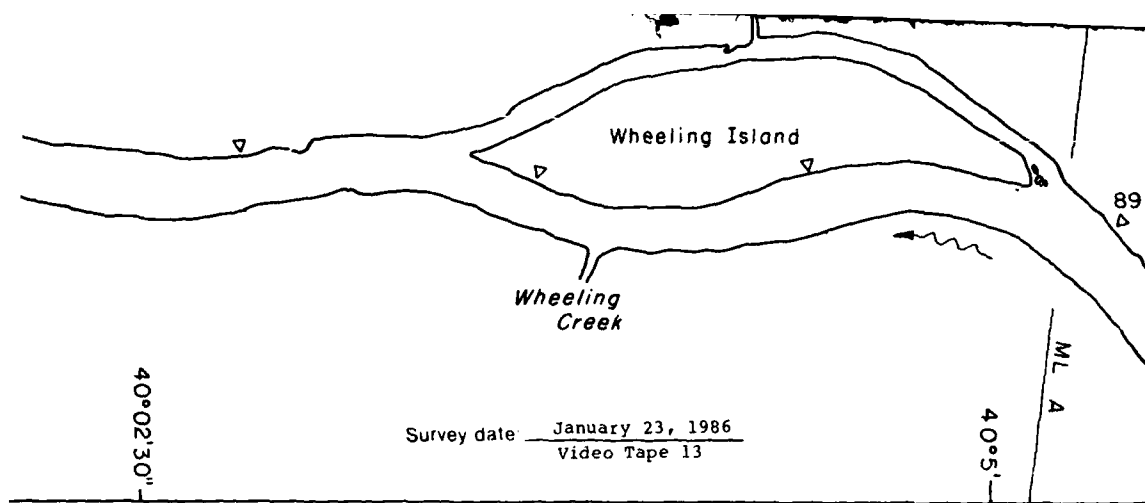 Wheeling Island
89
Wheeling
Creek
ML A
40°02'30"
40°5'
Survey date January 23, 1986
Video Tape 13